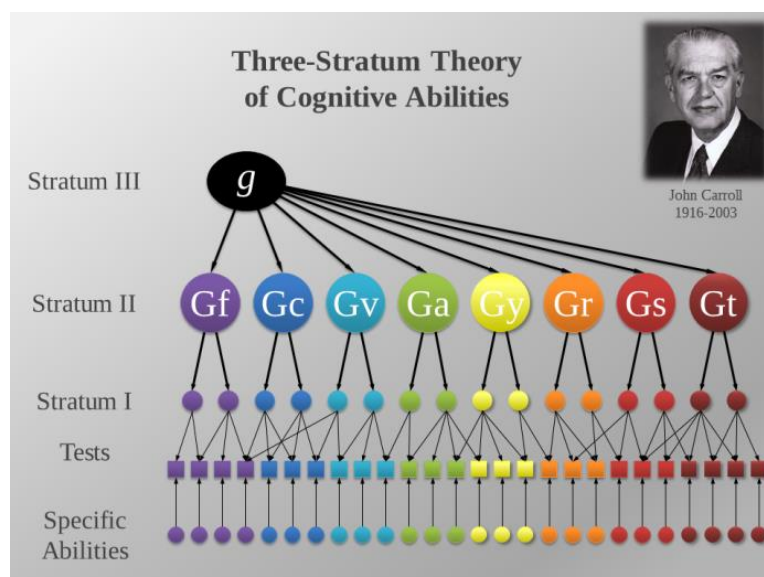 Three-Stratum Theory
of Cognitive Abilities
John Carroll
1916-2003
Stratum III
g
Stratum II
Gf Gc Gv Ga Gy Gr Gs Gt
Stratum I
Tests
Specific
Abilities